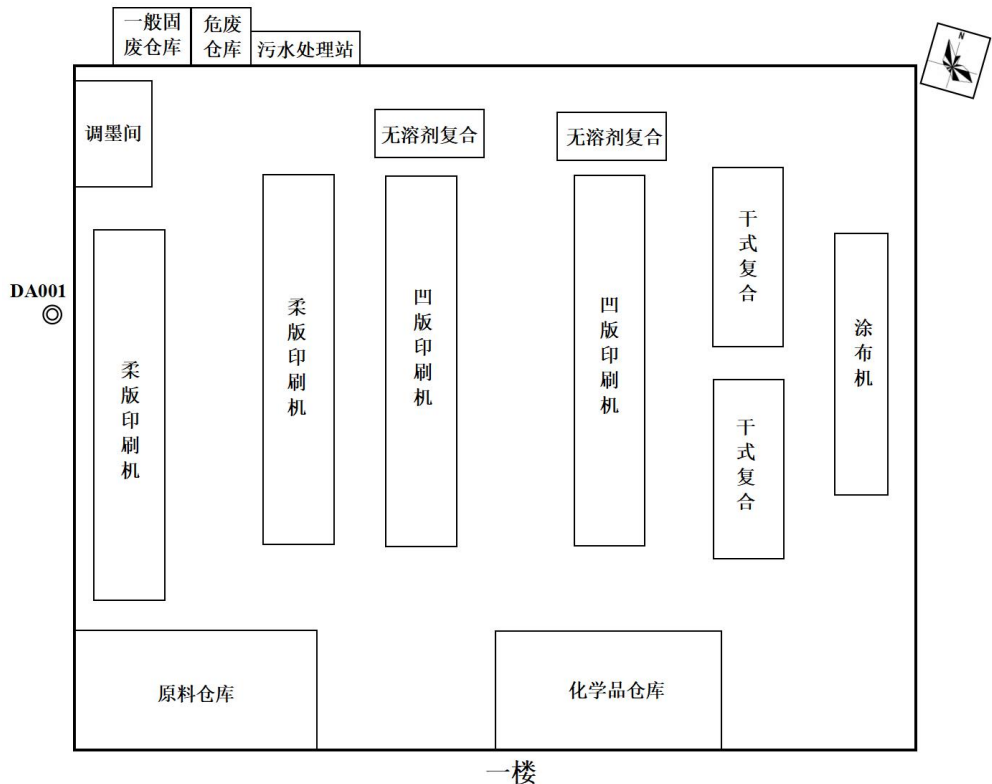 一般固
废仓库
危废
仓库
污水处理站
N
调墨间
无溶剂复合
无溶剂复合
DA001
柔版印刷机
柔版印刷机
凹版印刷机
凹版印刷机
干式复合
干式复合
涂布机
原料仓库
化学品仓库
一楼